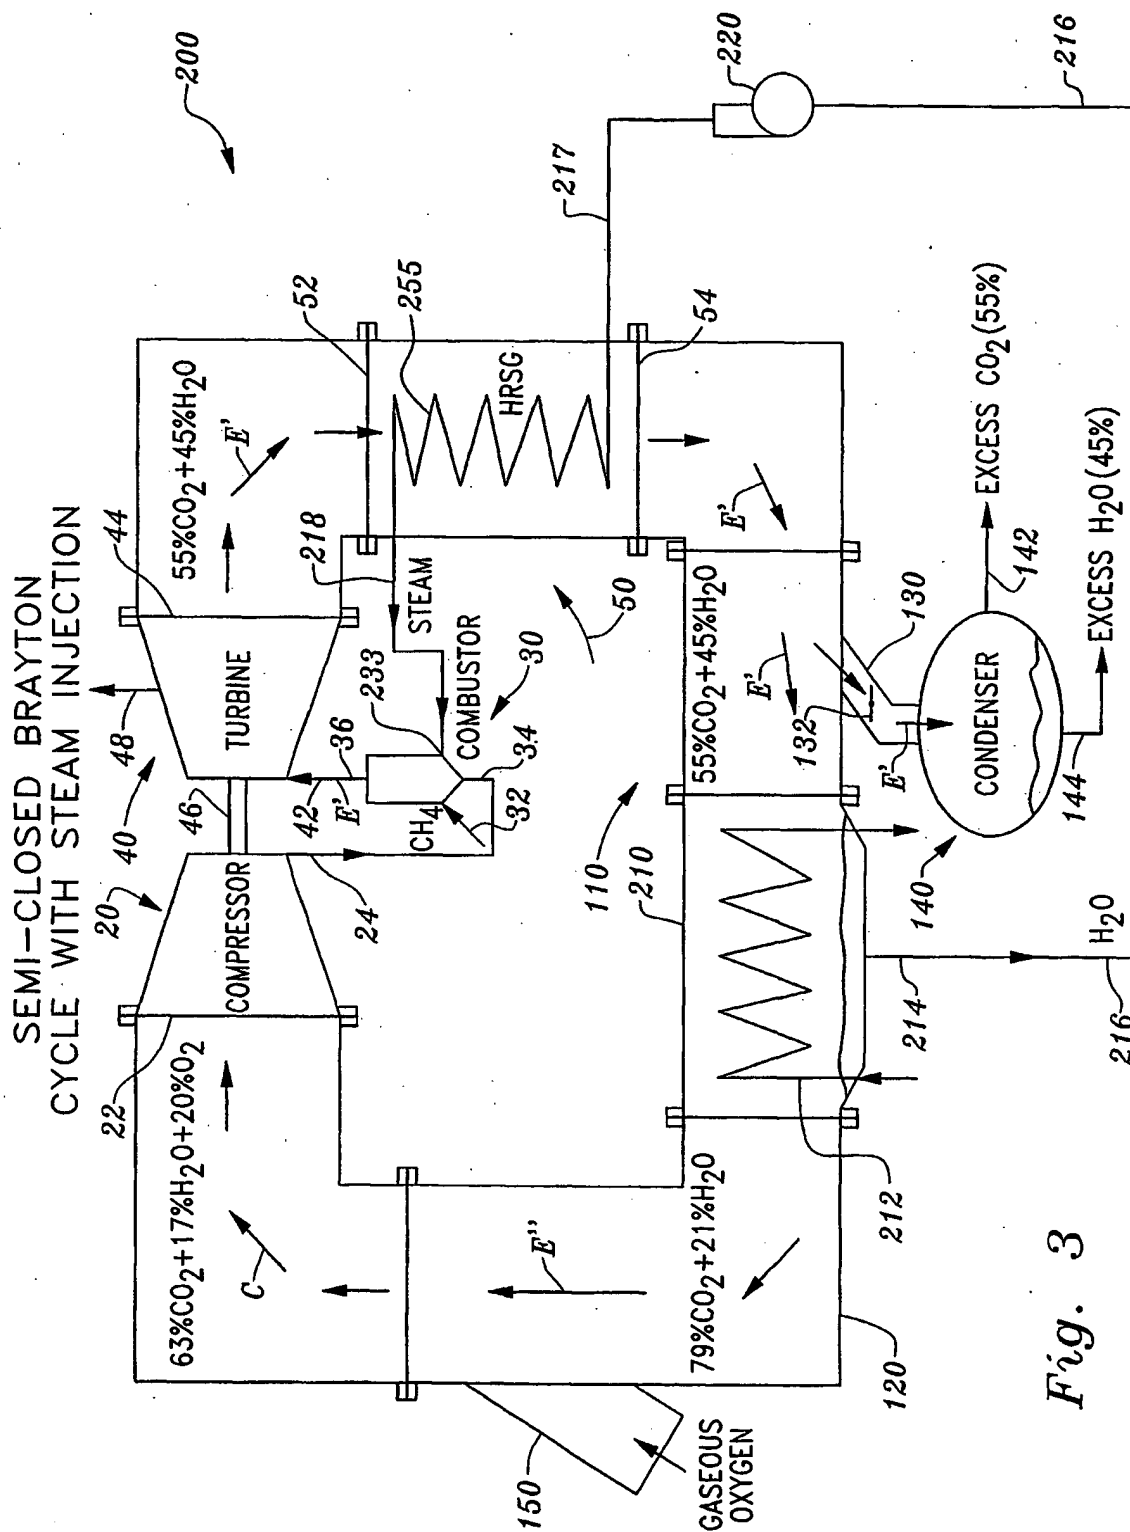 SEMI-CLOSED BRAYTON
CYCLE WITH STEAM INJECTION
200
20
40
48
44
22
COMPRESSOR
46
TURBINE
63%CO2+17%H2O+20%O2
55%CO2+45%H2O
C
E'
24
42
36
E'
CH4
32
34
233
COMBUSTOR
30
STEAM
218
52
255
HRSG
217
220
216
54
50
110
210
E''
150
GASEOUS
OXYGEN
79%CO2+21%H2O
55%CO2+45%H2O
E'
E'
120
212
214
H2O
216
132
130
E'
140
CONDENSER
142
EXCESS CO2(55%)
144
EXCESS H2O(45%)
Fig. 3